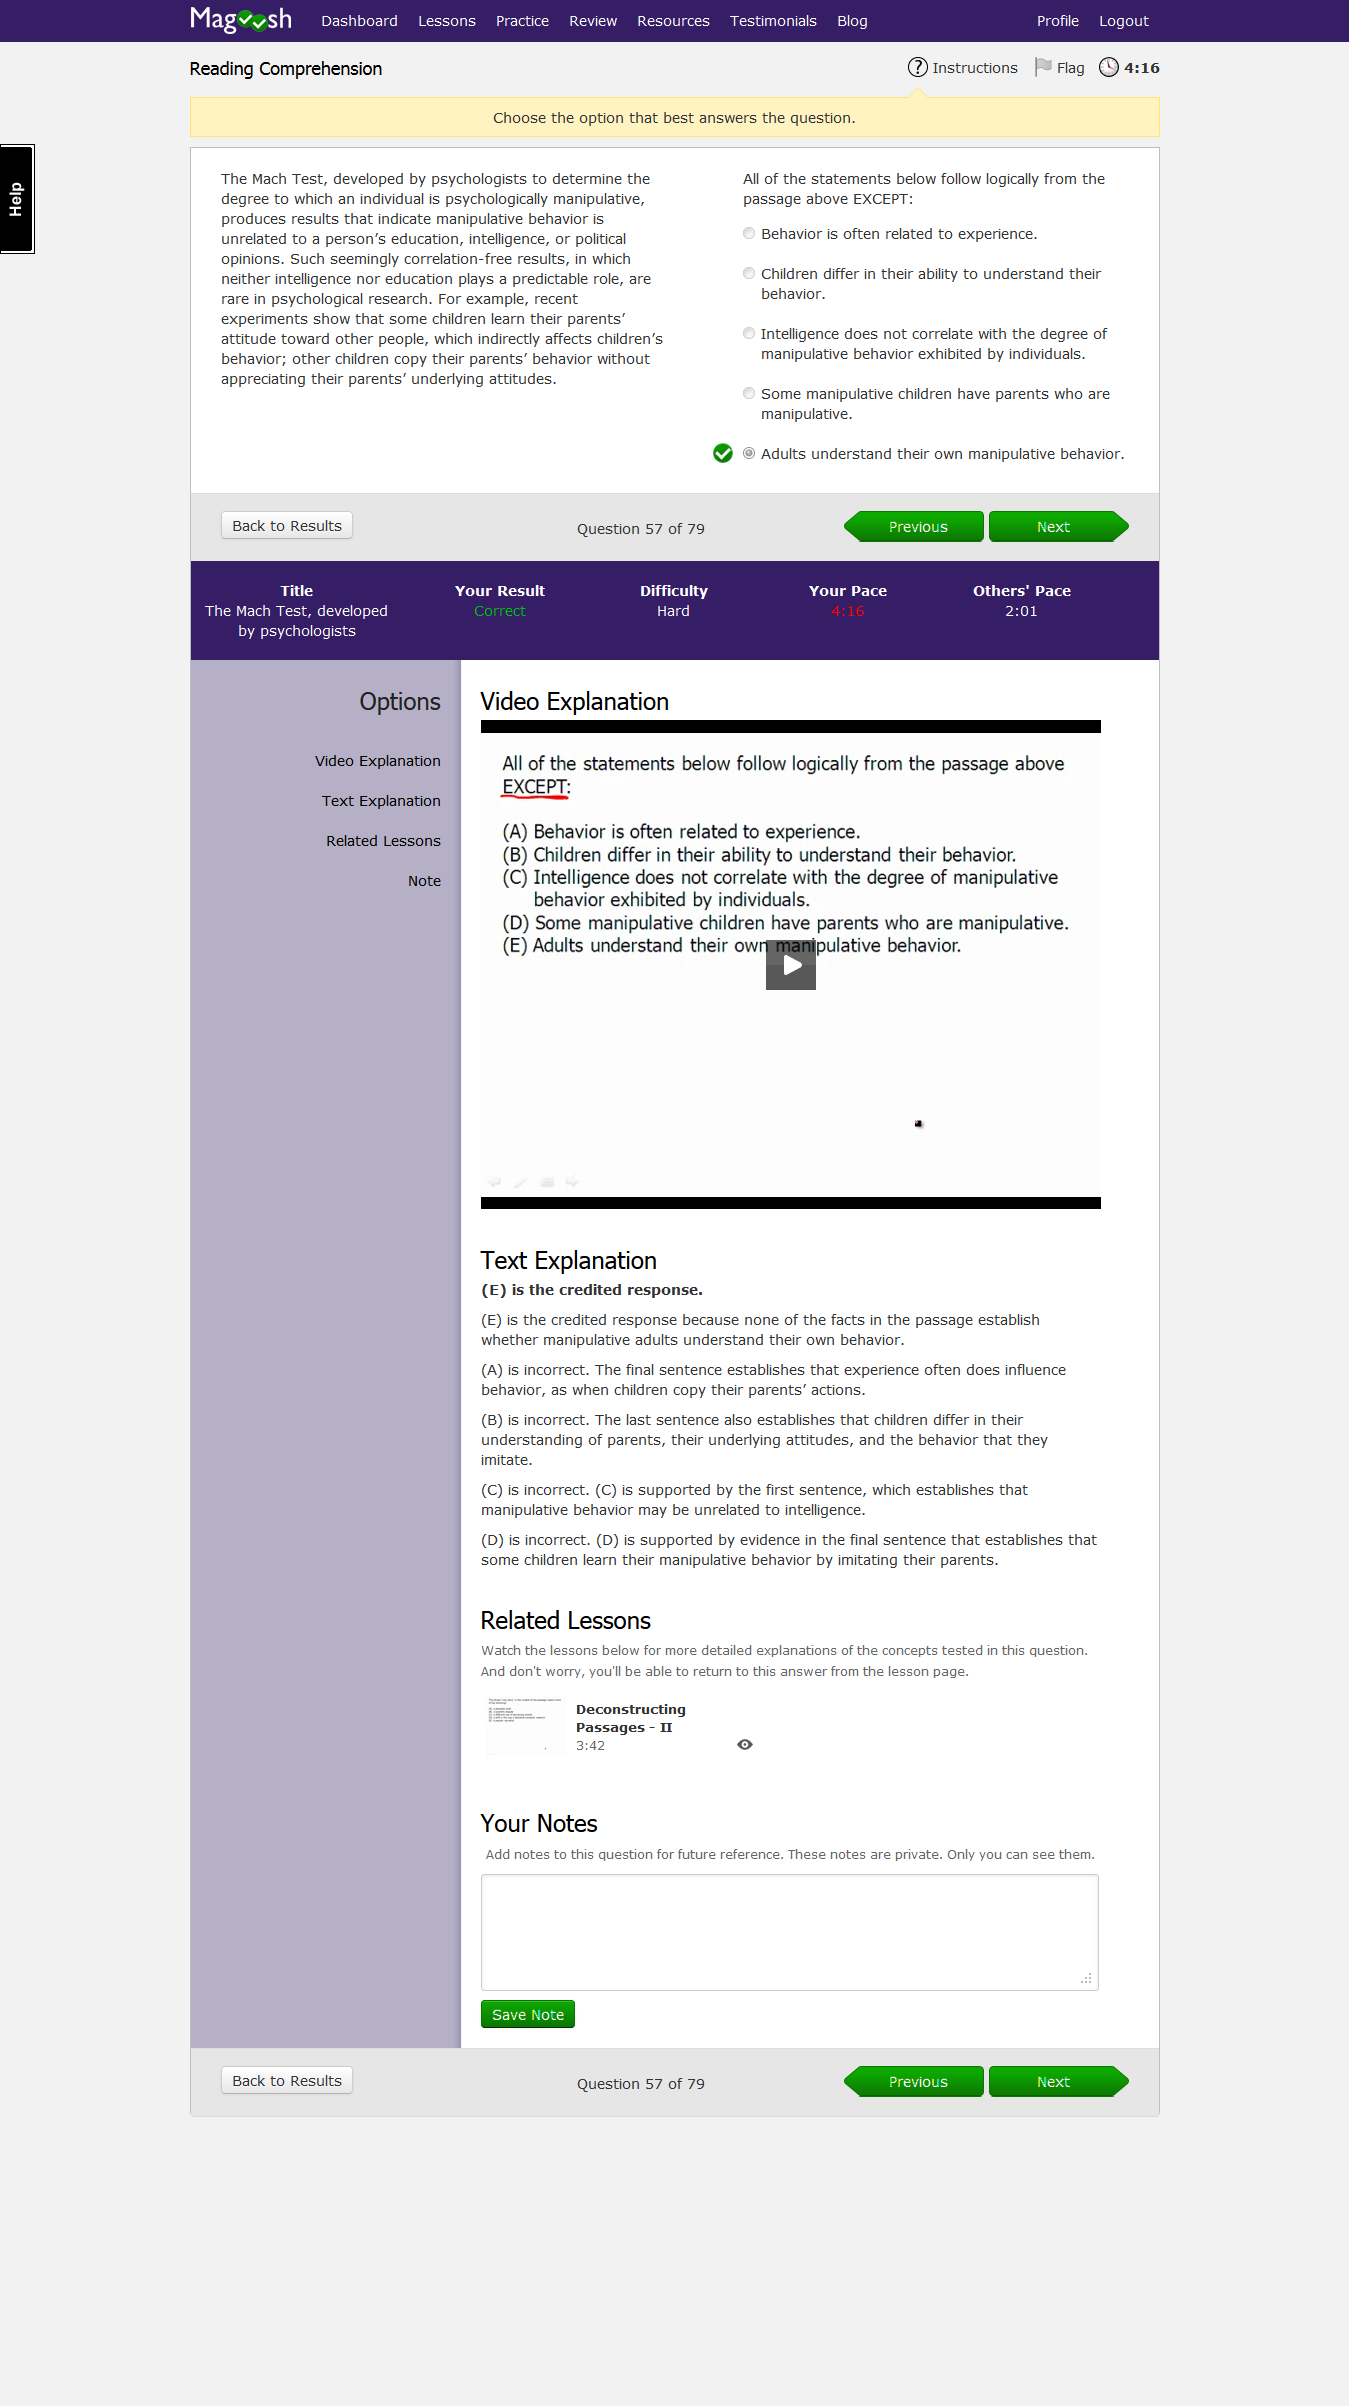 Magoosh Dashboard Lessons Practice Review Resources Testimonials Blog Profile Logout
Reading Comprehension
? Instructions Flag 4:16
Choose the option that best answers the question.
Help
The Mach Test, developed by psychologists to determine the
degree to which an individual is psychologically manipulative,
produces results that indicate manipulative behavior is
unrelated to a person’s education, intelligence, or political
opinions. Such seemingly correlation-free results, in which
neither intelligence nor education plays a predictable role, are
rare in psychological research. For example, recent
experiments show that some children learn their parents’
attitude toward other people, which indirectly affects children’s
behavior; other children copy their parents’ behavior without
appreciating their parents’ underlying attitudes.
All of the statements below follow logically from the
passage above EXCEPT:
Behavior is often related to experience.
Children differ in their ability to understand their
behavior.
Intelligence does not correlate with the degree of
manipulative behavior exhibited by individuals.
Some manipulative children have parents who are
manipulative.
Adults understand their own manipulative behavior.
Back to Results Question 57 of 79 Previous Next
Title Your Result Difficulty Your Pace Others' Pace
The Mach Test, developed Correct Hard 4:16 2:01
by psychologists
Options
Video Explanation
Text Explanation
Related Lessons
Note
Video Explanation
All of the statements below follow logically from the passage above
EXCEPT:
(A) Behavior is often related to experience.
(B) Children differ in their ability to understand their behavior.
(C) Intelligence does not correlate with the degree of manipulative
behavior exhibited by individuals.
(D) Some manipulative children have parents who are manipulative.
(E) Adults understand their own manipulative behavior.
Text Explanation
(E) is the credited response.
(E) is the credited response because none of the facts in the passage establish
whether manipulative adults understand their own behavior.
(A) is incorrect. The final sentence establishes that experience often does influence
behavior, as when children copy their parents’ actions.
(B) is incorrect. The last sentence also establishes that children differ in their
understanding of parents, their underlying attitudes, and the behavior that they
imitate.
(C) is incorrect. (C) is supported by the first sentence, which establishes that
manipulative behavior may be unrelated to intelligence.
(D) is incorrect. (D) is supported by evidence in the final sentence that establishes that
some children learn their manipulative behavior by imitating their parents.
Related Lessons
Watch the lessons below for more detailed explanations of the concepts tested in this question.
And don't worry, you'll be able to return to this answer from the lesson page.
Deconstructing
Passages - II
3:42
Your Notes
Add notes to this question for future reference. These notes are private. Only you can see them.
Save Note
Back to Results Question 57 of 79 Previous Next